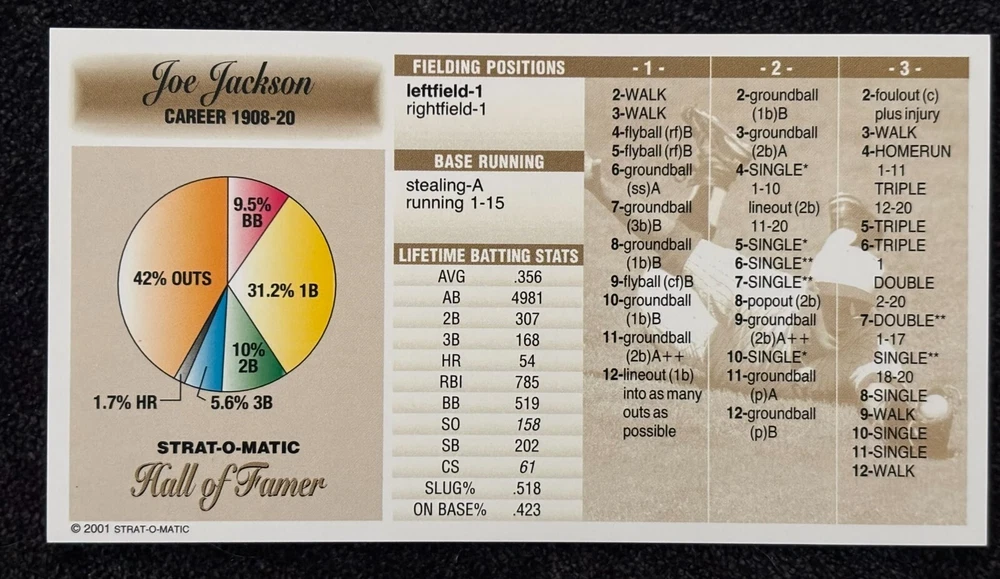 Joe Jackson
CAREER 1908-20
9.5%
BB
42% OUTS
31.2% 1B
10%
2B
1.7% HR
5.6% 3B
STRAT-O-MATIC
Hall of Famer
© 2001 STRAT-O-MATIC
FIELDING POSITIONS
leftfield-1
rightfield-1
BASE RUNNING
stealing-A
running 1-15
LIFETIME BATTING STATS
AVG .356
AB 4981
2B 307
3B 168
HR 54
RBI 785
BB 519
SO 158
SB 202
CS 61
SLUG% .518
ON BASE% .423
- 1 -
2-WALK
3-WALK
4-flyball (rf)B
5-flyball (rf)B
6-groundball
(ss)A
7-groundball
(3b)B
8-groundball
(1b)B
9-flyball (cf)B
10-groundball
(1b)B
11-groundball
(2b)A++
12-lineout (1b)
into as many
outs as
possible
- 2 -
2-groundball
(1b)B
3-groundball
(2b)A
4-SINGLE*
1-10
lineout (2b)
11-20
5-SINGLE*
6-SINGLE**
7-SINGLE**
8-popout (2b)
9-groundball
(2b)A++
10-SINGLE*
11-groundball
(p)A
12-groundball
(p)B
- 3 -
2-foulout (c)
plus injury
3-WALK
4-HOMERUN
1-11
TRIPLE
12-20
5-TRIPLE
6-TRIPLE
1
DOUBLE
2-20
7-DOUBLE**
1-17
SINGLE**
18-20
8-SINGLE
9-WALK
10-SINGLE
11-SINGLE
12-WALK